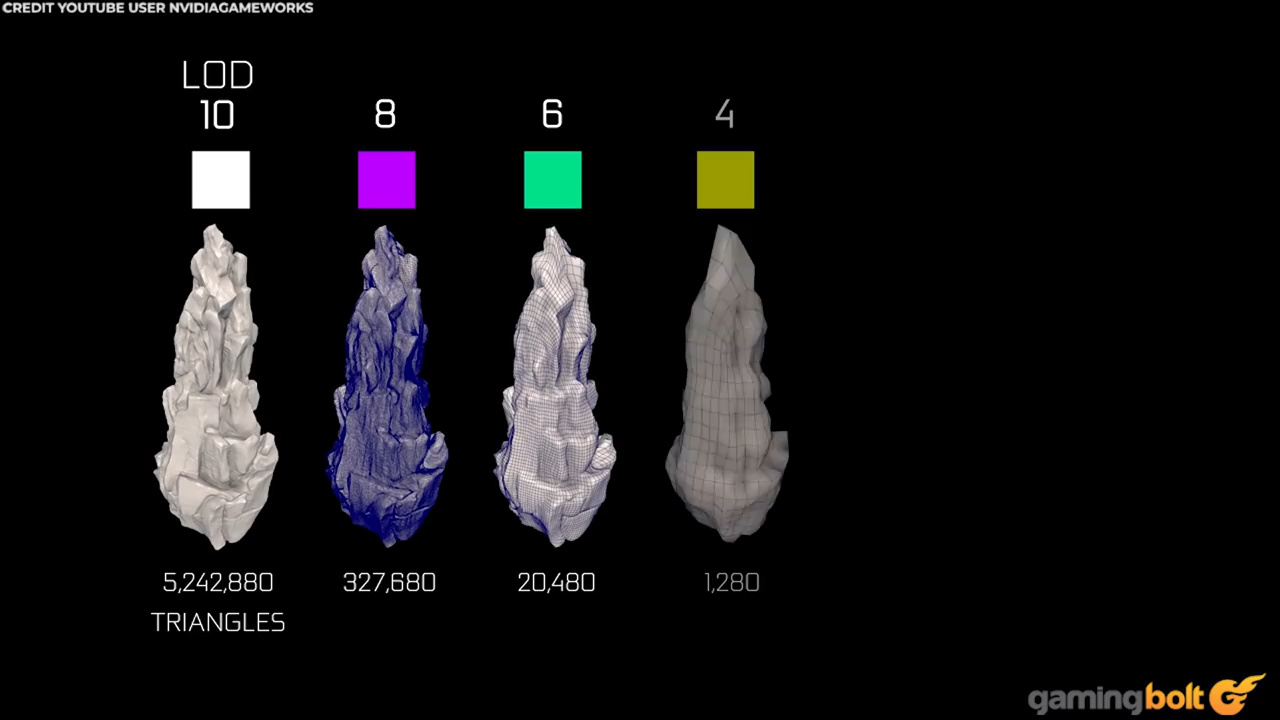 CREDIT YOUTUBE USER NVIDIAGAMEWORKS
LOD
10 8 6 4
5,242,880 327,680 20,480 1,280
TRIANGLES
gamingbolt